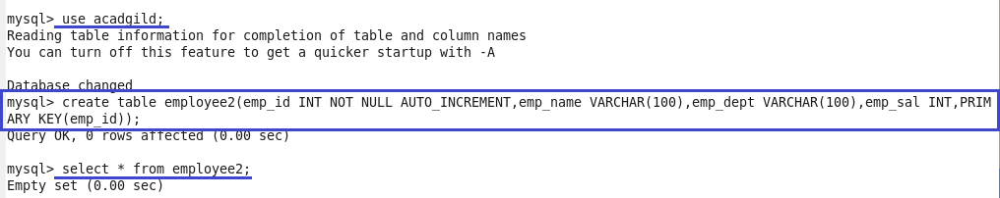 mysql> use acadgild;
Reading table information for completion of table and column names
You can turn off this feature to get a quicker startup with -A
Database changed
mysql> create table employee2(emp_id INT NOT NULL AUTO_INCREMENT,emp_name VARCHAR(100),emp_dept VARCHAR(100),emp_sal INT,PRIM
ARY KEY(emp_id));
Query OK, 0 rows affected (0.00 sec)
mysql> select * from employee2;
Empty set (0.00 sec)